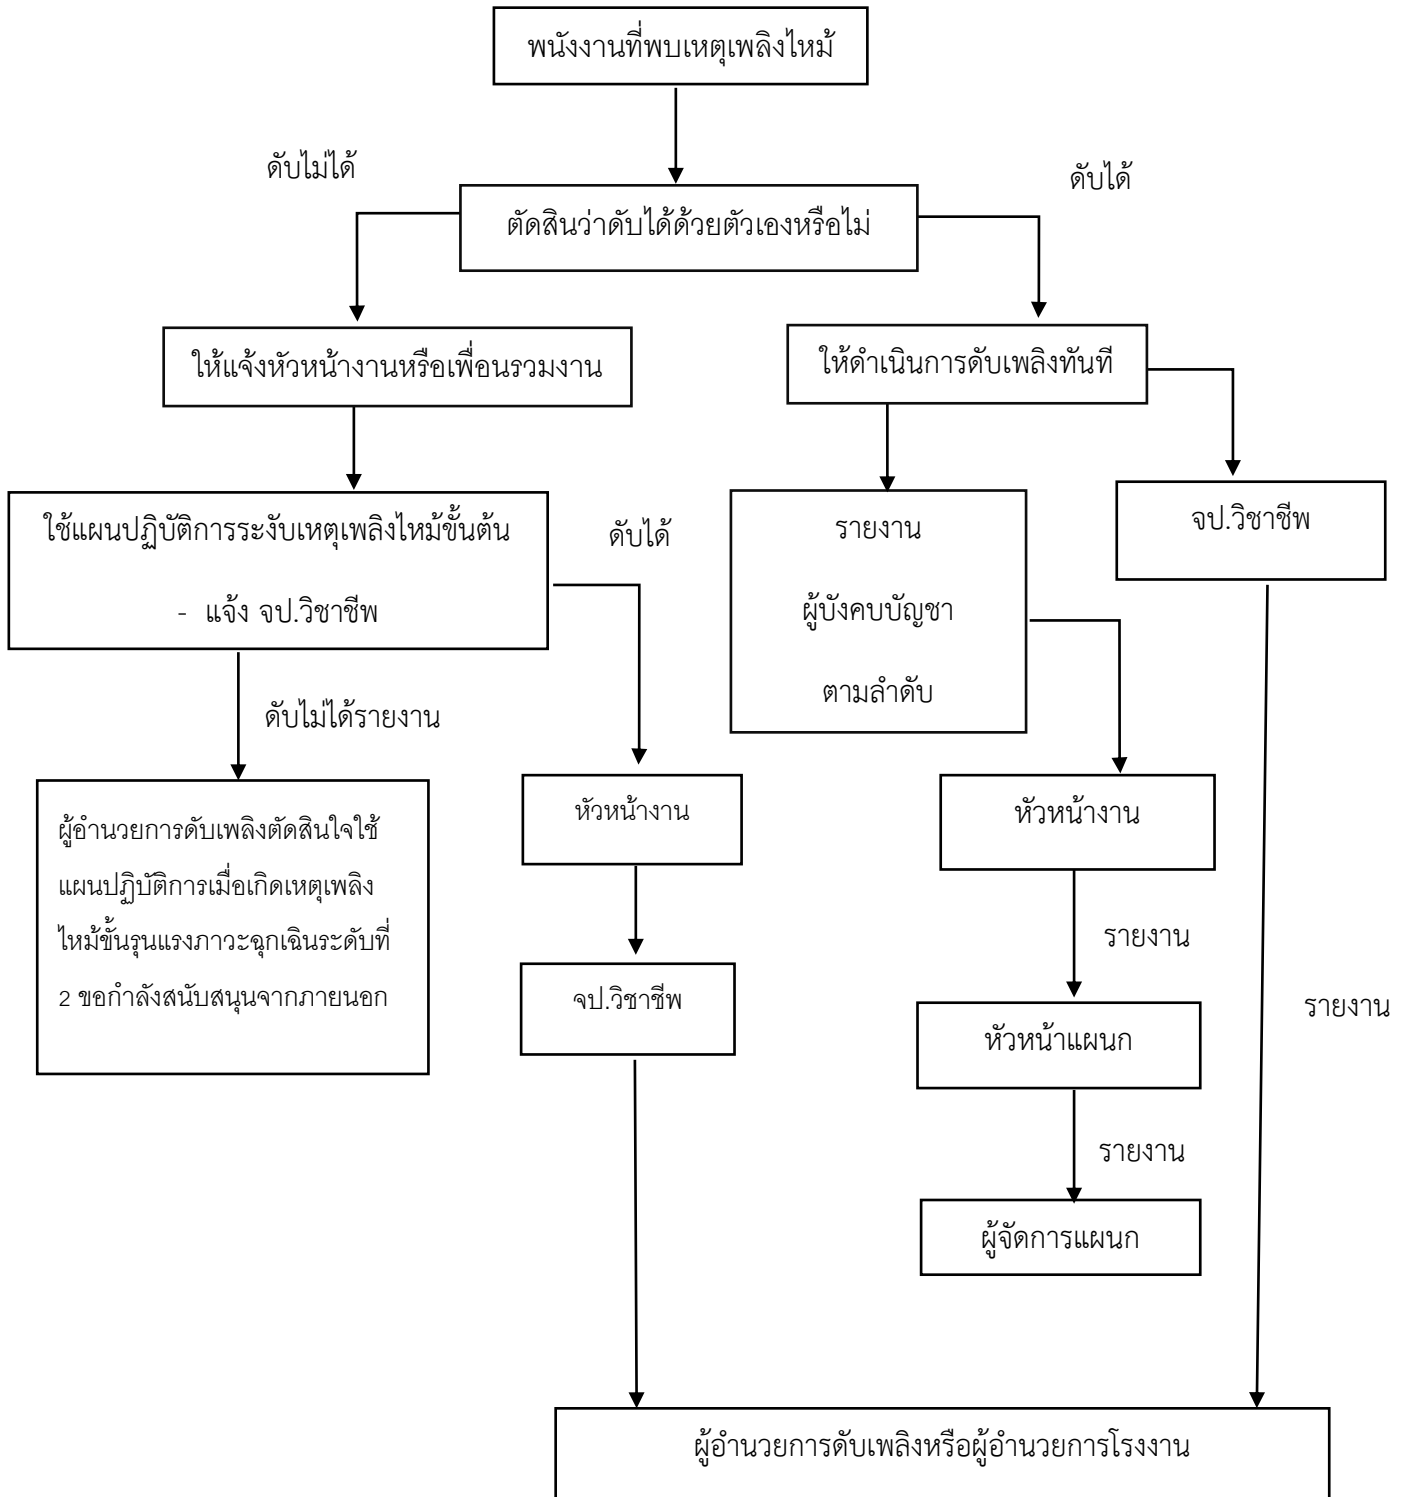 พนังงานที่พบเหตุเพลิงไหม้
ดับไม่ได้
ดับได้
ตัดสินว่าดับได้ด้วยตัวเองหรือไม่
ให้แจ้งหัวหน้างานหรือเพื่อนรวมงาน
ให้ดำเนินการดับเพลิงทันที
ใช้แผนปฏิบัติการระงับเหตุเพลิงไหม้ขั้นต้น
- แจ้ง จป.วิชาชีพ
ดับได้
รายงาน
ผู้บังคบบัญชา
ตามลำดับ
จป.วิชาชีพ
ดับไม่ได้รายงาน
ผู้อำนวยการดับเพลิงตัดสินใจใช้
แผนปฏิบัติการเมื่อเกิดเหตุเพลิง
ไหม้ขั้นรุนแรงภาวะฉุกเฉินระดับที่
2 ขอกำลังสนับสนุนจากภายนอก
หัวหน้างาน
จป.วิชาชีพ
หัวหน้างาน
รายงาน
หัวหน้าแผนก
รายงาน
ผู้จัดการแผนก
รายงาน
ผู้อำนวยการดับเพลิงหรือผู้อำนวยการโรงงาน